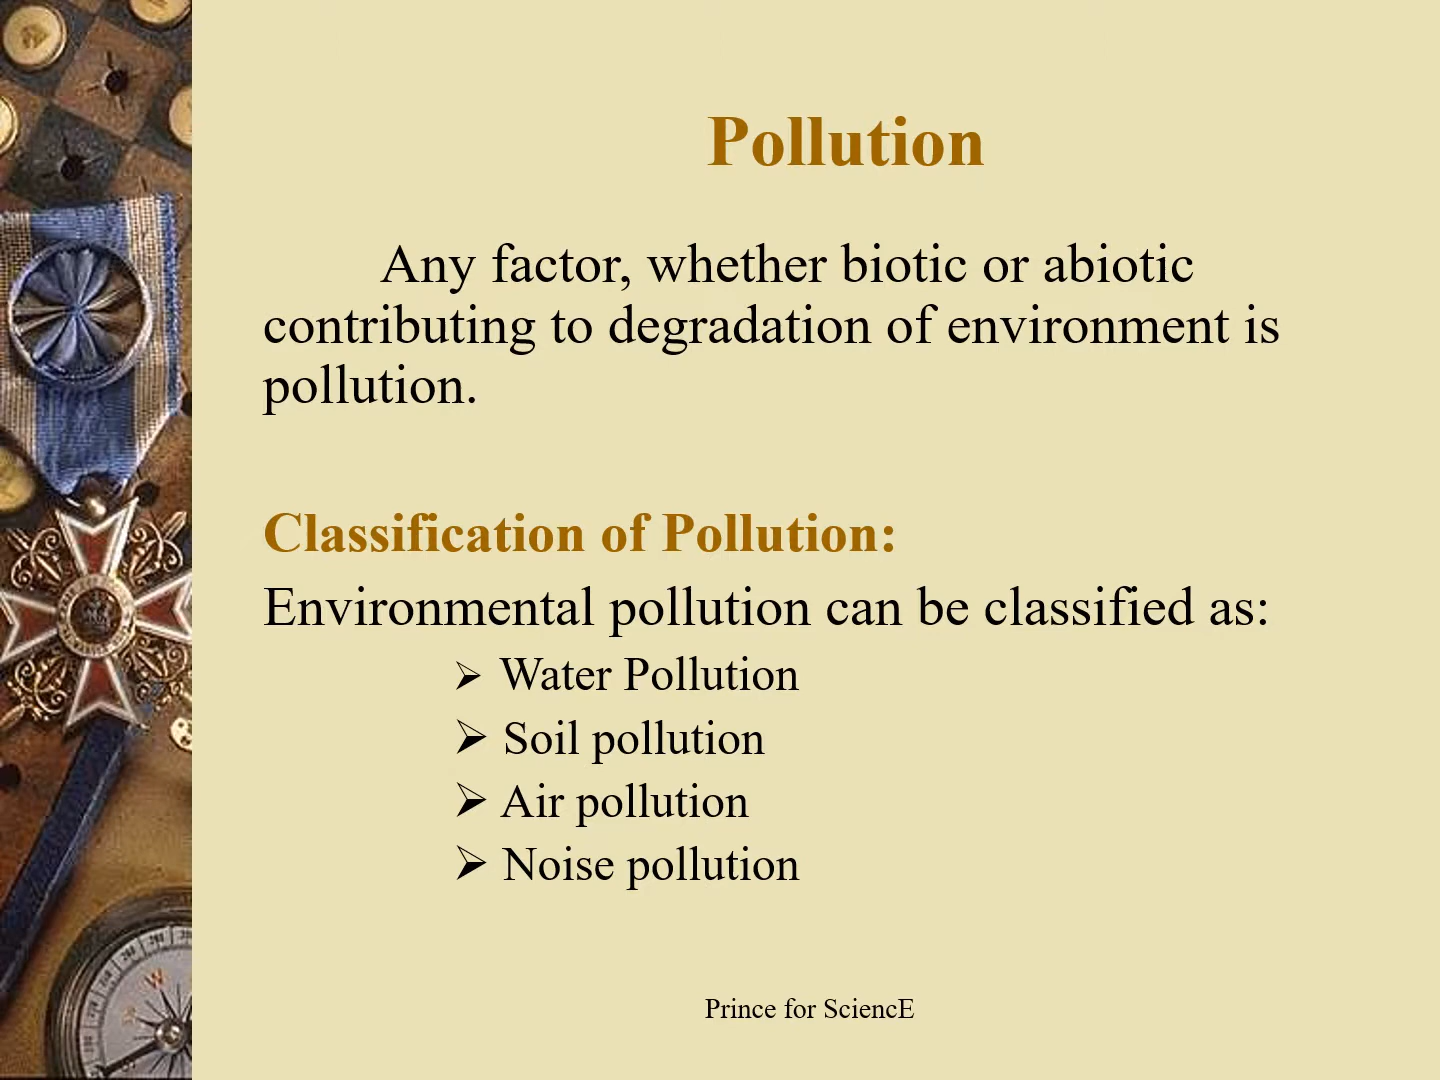 Pollution
Any factor, whether biotic or abiotic
contributing to degradation of environment is
pollution.
Classification of Pollution:
Environmental pollution can be classified as:
➢ Water Pollution
➢ Soil pollution
➢ Air pollution
➢ Noise pollution
Prince for SciencE